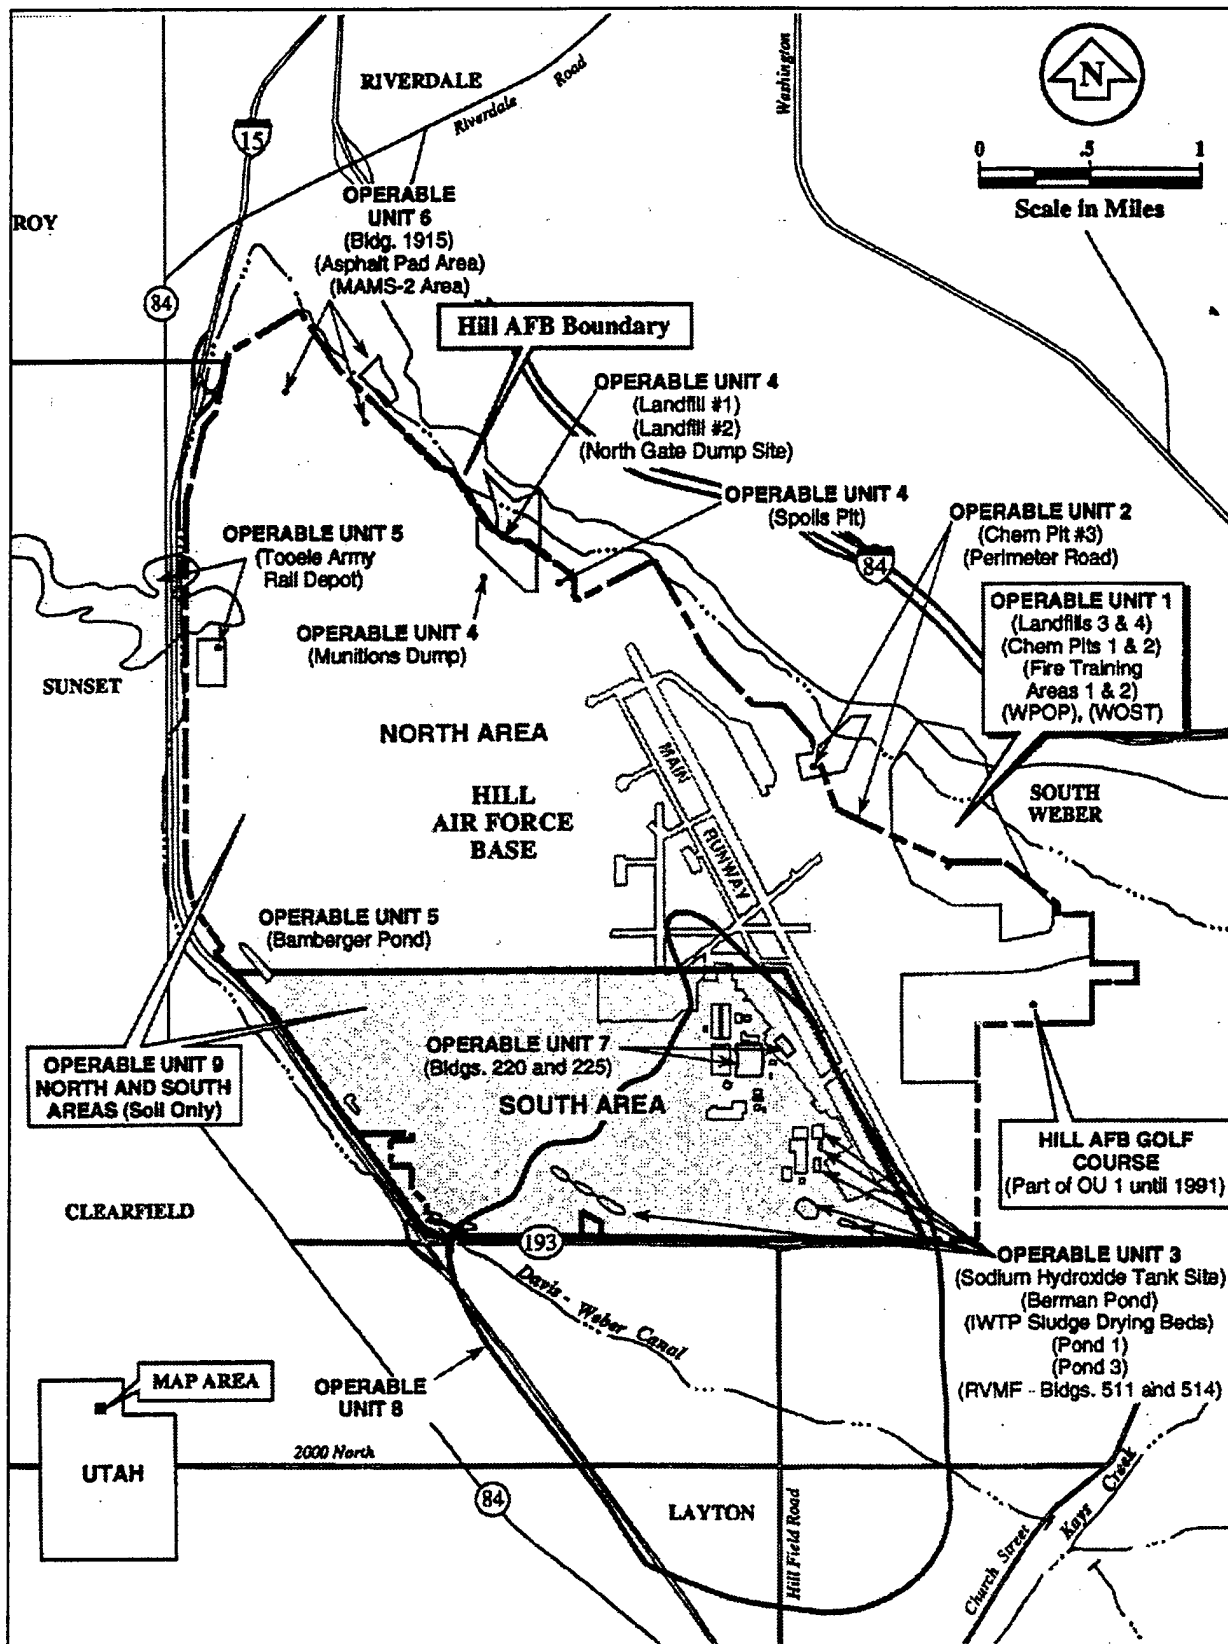 RIVERDALE
Riverdale Road
Washington
N
0 .5 1
Scale in Miles
15
ROY
OPERABLE
UNIT 6
(Bldg. 1915)
(Asphalt Pad Area)
(MAMS-2 Area)
84
Hill AFB Boundary
OPERABLE UNIT 4
(Landfill #1)
(Landfill #2)
(North Gate Dump Site)
OPERABLE UNIT 4
(Spoils Pit)
OPERABLE UNIT 2
(Chem Pit #3)
(Perimeter Road)
84
OPERABLE UNIT 5
(Tooele Army
Rail Depot)
OPERABLE UNIT 1
(Landfills 3 & 4)
(Chem Pits 1 & 2)
(Fire Training
Areas 1 & 2)
(WPOP), (WOST)
OPERABLE UNIT 4
(Munitions Dump)
SUNSET
NORTH AREA
MAIN
RUNWAY
HILL
AIR FORCE
BASE
SOUTH
WEBER
OPERABLE UNIT 5
(Bamberger Pond)
OPERABLE UNIT 9
NORTH AND SOUTH
AREAS (Soil Only)
OPERABLE UNIT 7
(Bldgs. 220 and 225)
SOUTH AREA
HILL AFB GOLF
COURSE
(Part of OU 1 until 1991)
CLEARFIELD
193
OPERABLE UNIT 3
(Sodium Hydroxide Tank Site)
(Berman Pond)
(IWTP Sludge Drying Beds)
(Pond 1)
(Pond 3)
(RVMF - Bldgs. 511 and 514)
Davis - Weber Canal
MAP AREA
UTAH
OPERABLE
UNIT 8
2000 North
84
LAYTON
Hill Field Road
Church Street
Kays Creek